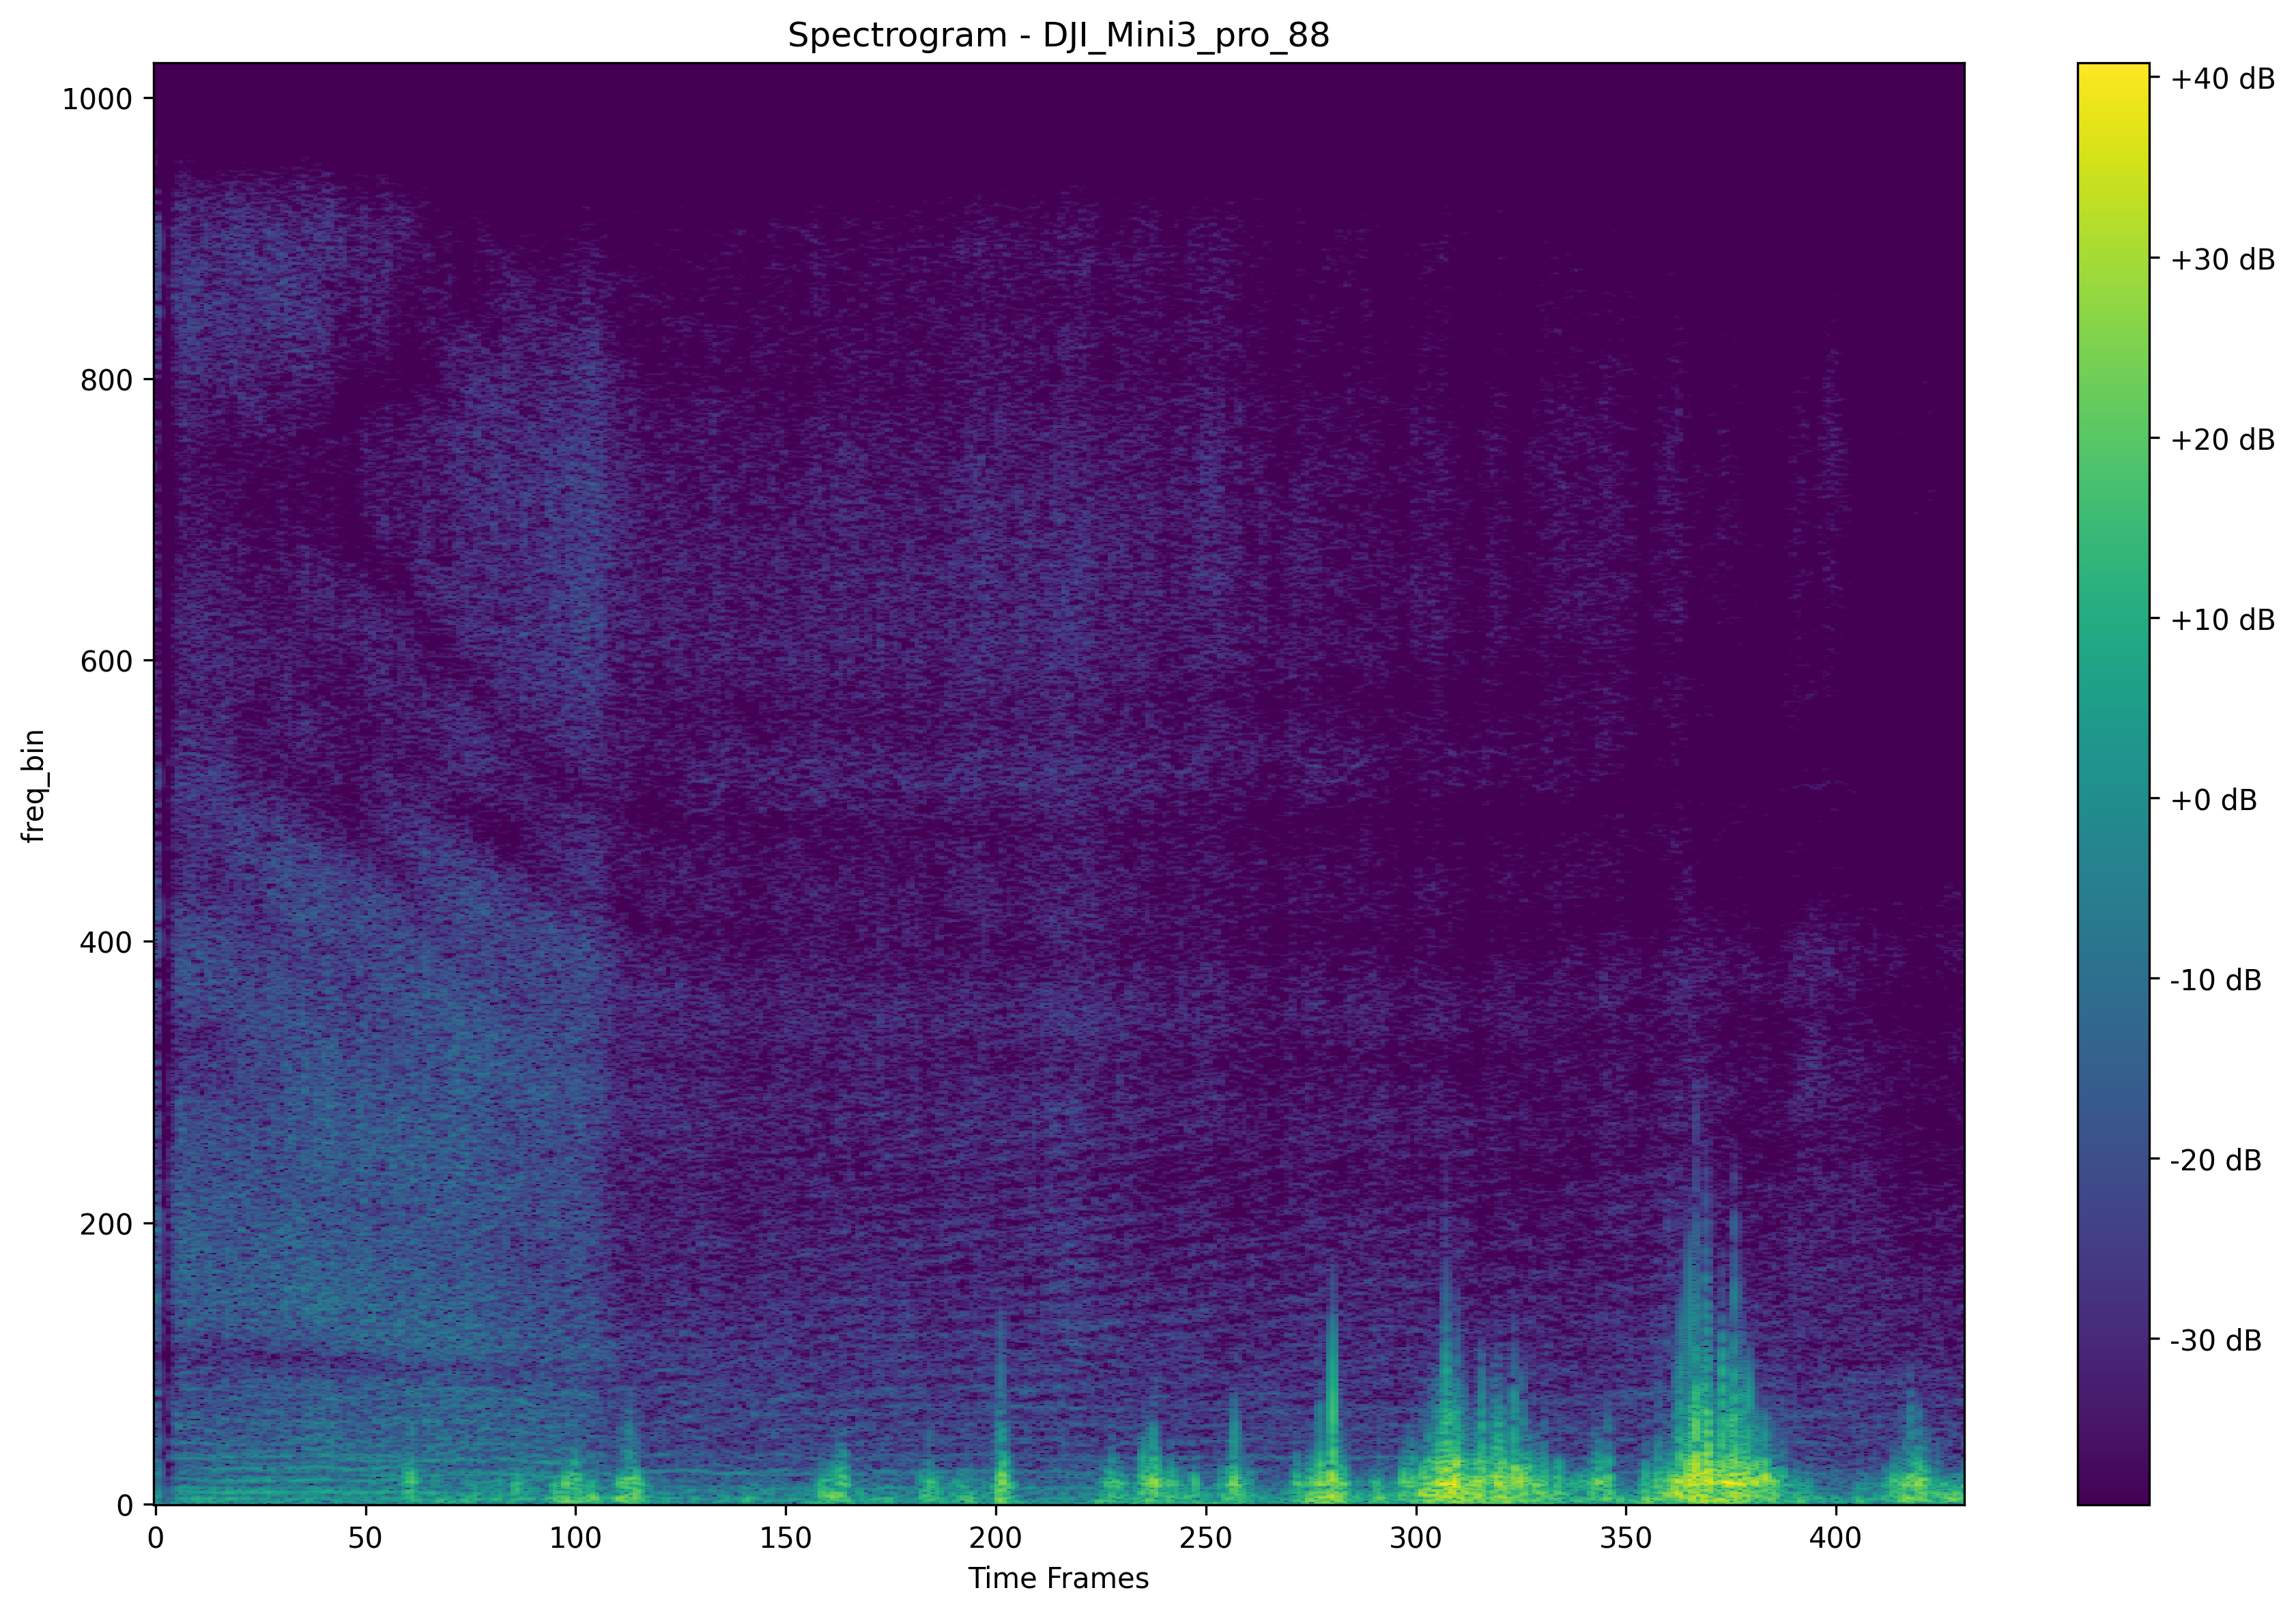 Spectrogram - DJI_Mini3_pro_88
1000
800
600
400
200
0
freq_bin
0 50 100 150 200 250 300 350 400
Time Frames
+40 dB
+30 dB
+20 dB
+10 dB
+0 dB
-10 dB
-20 dB
-30 dB